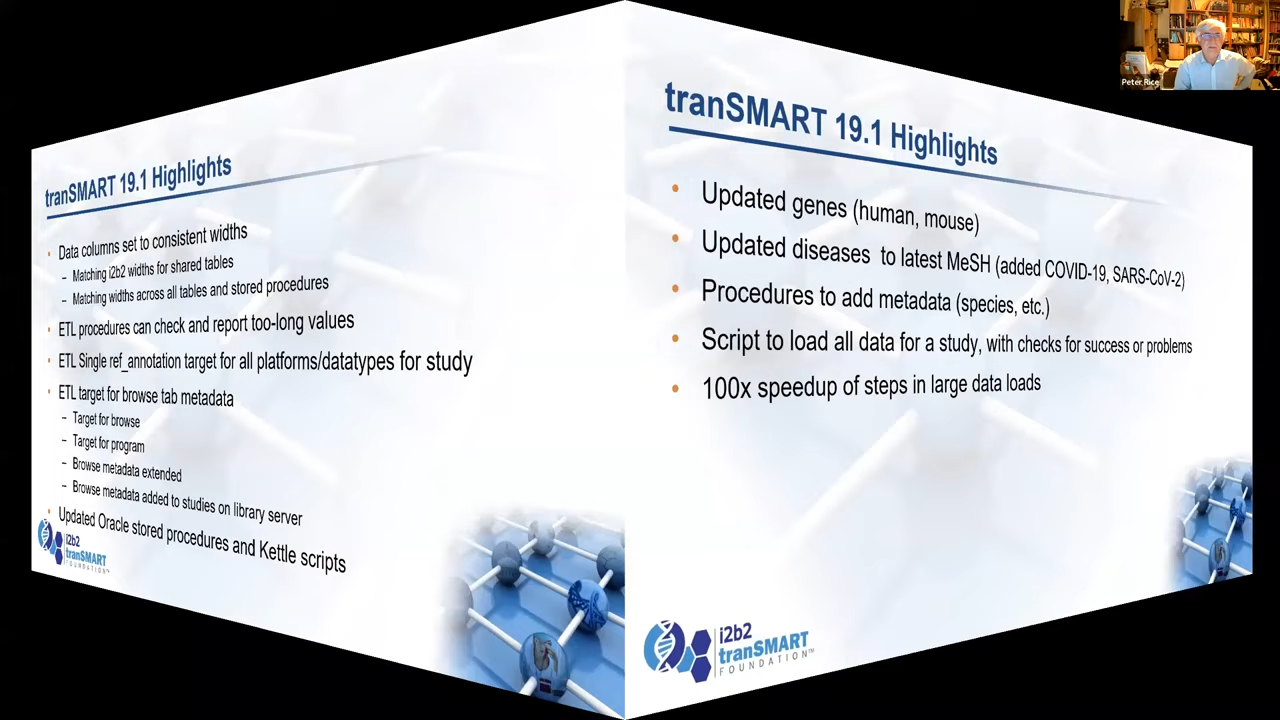 tranSMART 19.1 Highlights
• Data columns set to consistent widths
– Matching i2b2 widths for shared tables
– Matching widths across all tables and stored procedures
• ETL procedures can check and report too-long values
• ETL Single ref_annotation target for all platforms/datatypes for study
• ETL target for browse tab metadata
– Target for browse
– Target for program
– Browse metadata extended
– Browse metadata added to studies on library server
• Updated Oracle stored procedures and Kettle scripts
i2b2
tranSMART
FOUNDATION™
tranSMART 19.1 Highlights
• Updated genes (human, mouse)
• Updated diseases to latest MeSH (added COVID-19, SARS-CoV-2)
• Procedures to add metadata (species, etc.)
• Script to load all data for a study, with checks for success or problems
• 100x speedup of steps in large data loads
i2b2
tranSMART
FOUNDATION™
Peter Rice